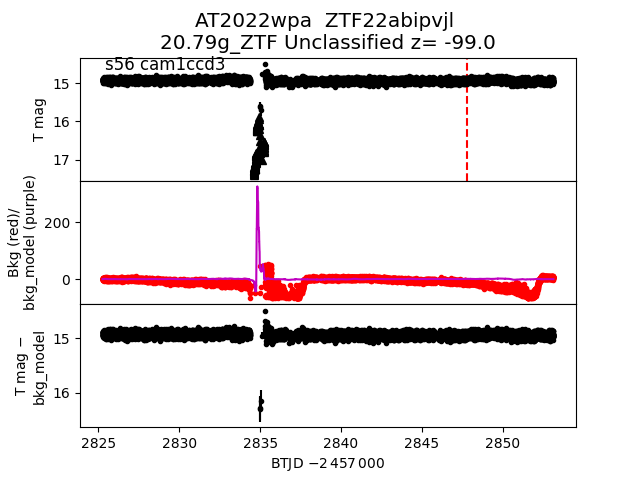 AT2022wpa  ZTF22abipvjl
20.79g_ZTF Unclassified z= -99.0
s56 cam1ccd3
T mag
15
16
17
Bkg (red)/
bkg_model (purple)
200
0
T mag −
bkg_model
15
16
2825 2830 2835 2840 2845 2850
BTJD −2 457 000